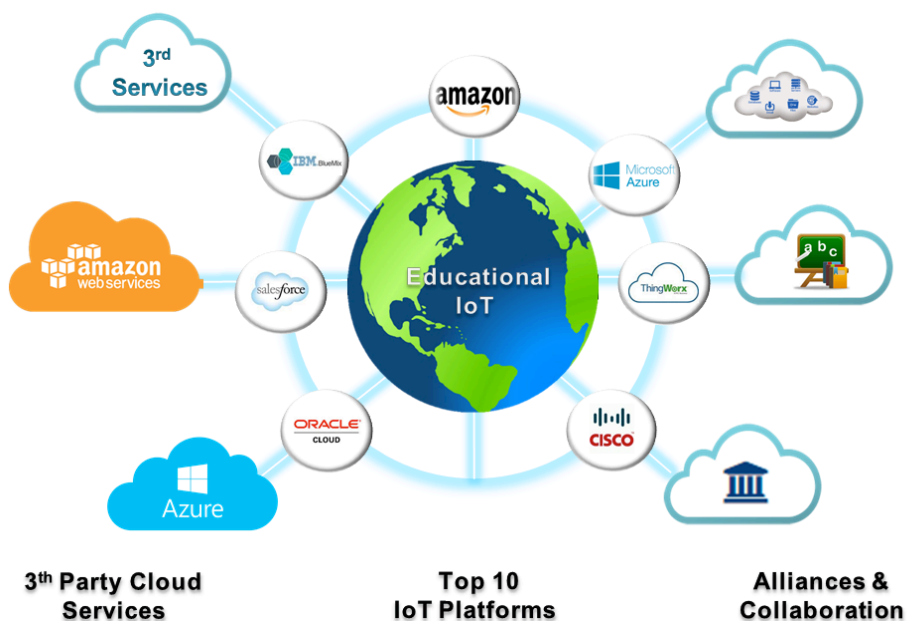 3rd
Services
amazon
IBM BlueMix
Microsoft
Azure
amazon
web services
salesforce
Educational
IoT
ThingWorx
a b c
ORACLE
CLOUD
CISCO
Azure
3th Party Cloud
Services
Top 10
IoT Platforms
Alliances &
Collaboration